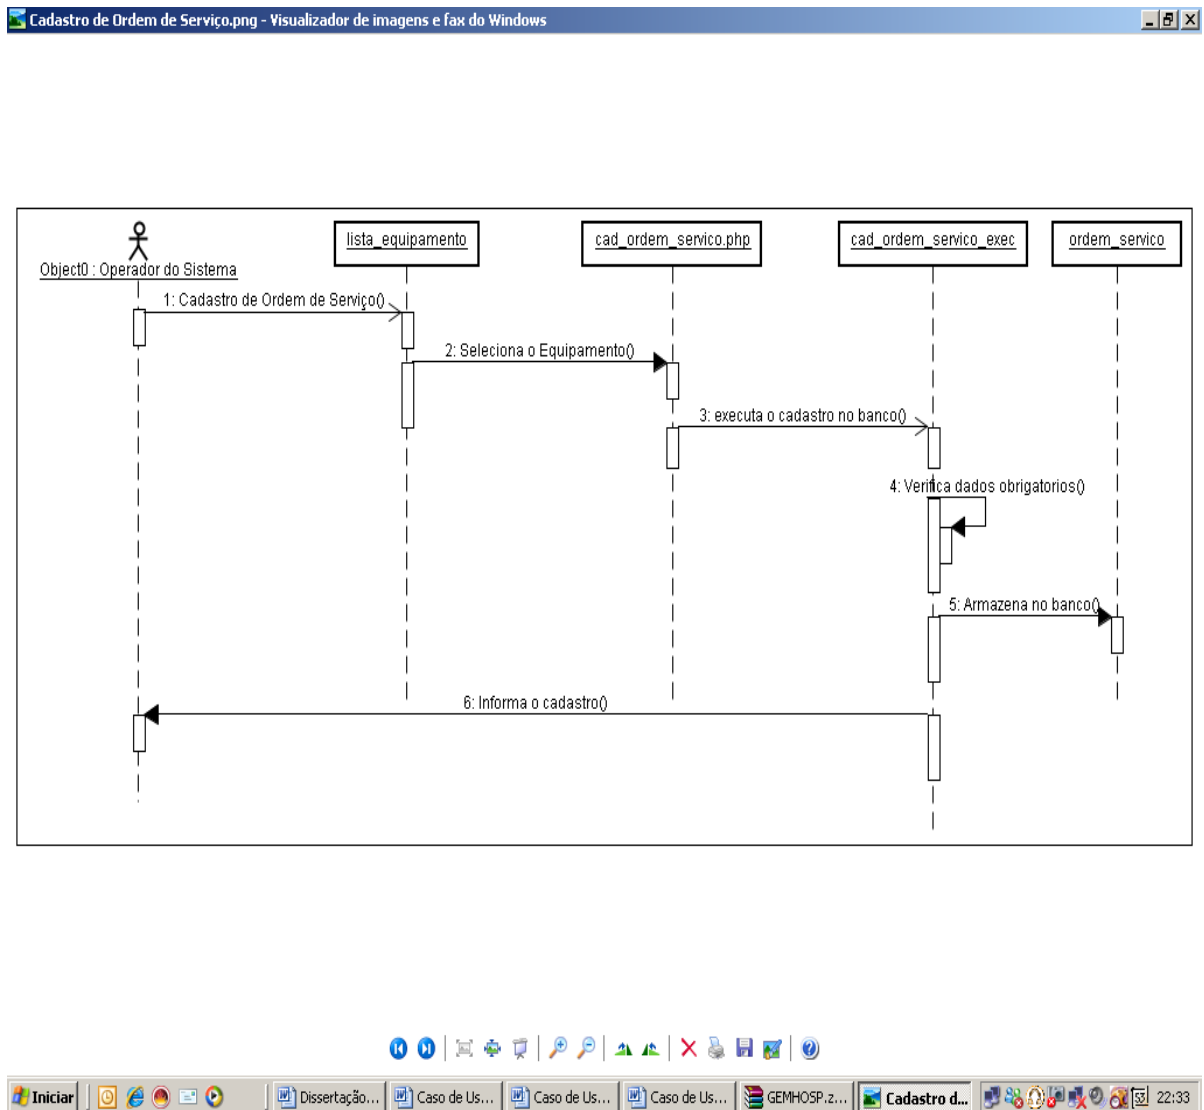 Cadastro de Ordem de Serviço.png - Visualizador de imagens e fax do Windows
lista_equipamento
cad_ordem_servico.php
cad_ordem_servico_exec
ordem_servico
Object0 : Operador do Sistema
1: Cadastro de Ordem de Serviço()
2: Seleciona o Equipamento()
3: executa o cadastro no banco()
4: Verifica dados obrigatorios()
5: Armazena no banco()
6: Informa o cadastro()
Iniciar
Dissertação...
Caso de Us...
Caso de Us...
Caso de Us...
GEMHOSP.z...
Cadastro d...
22:33